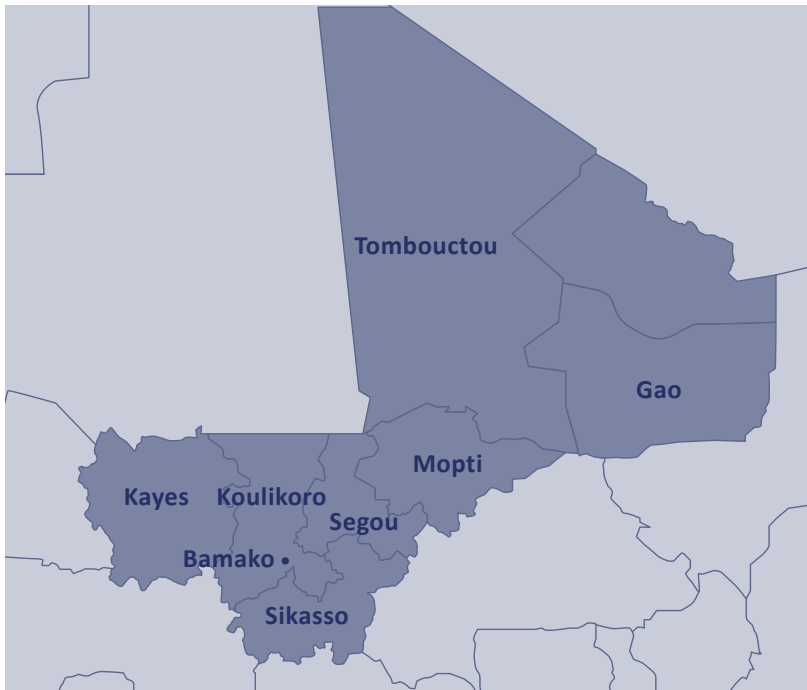 Tombouctou
Gao
Mopti
Kayes
Koulikoro
Segou
Bamako
Sikasso